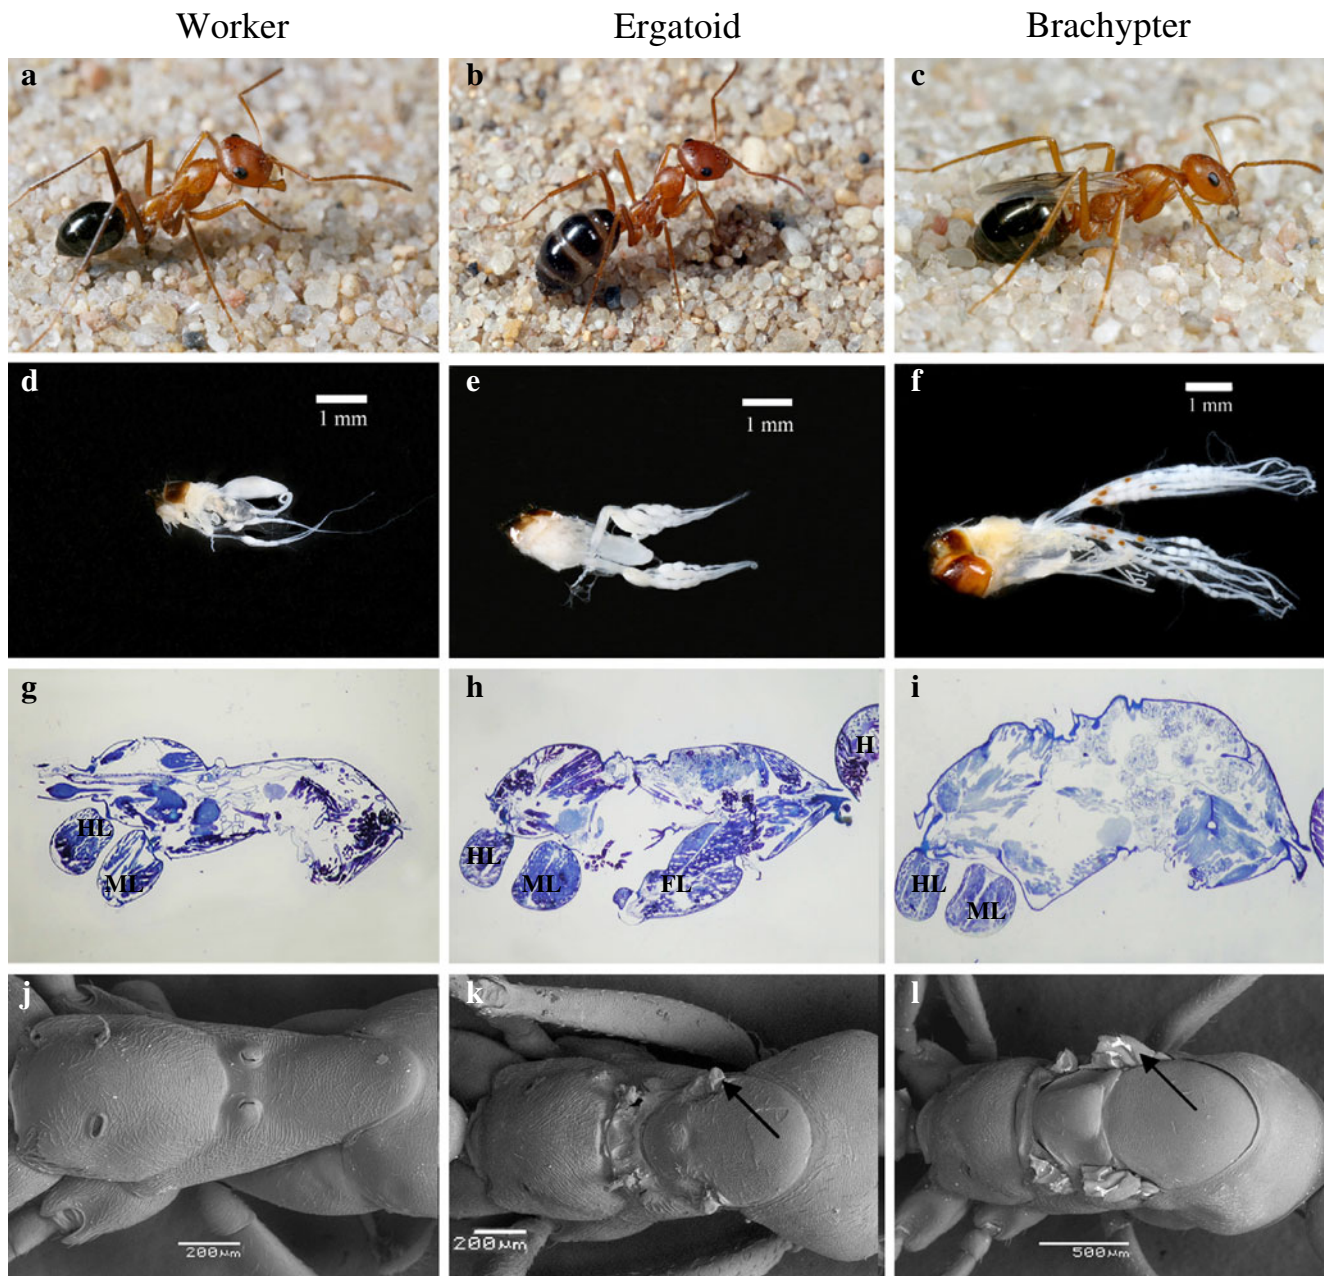 Worker Ergatoid Brachypter
a b c
d e f
1 mm 1 mm 1 mm
g h i
H
HL ML HL ML FL HL ML
j k l
200µm 200µm 500µm